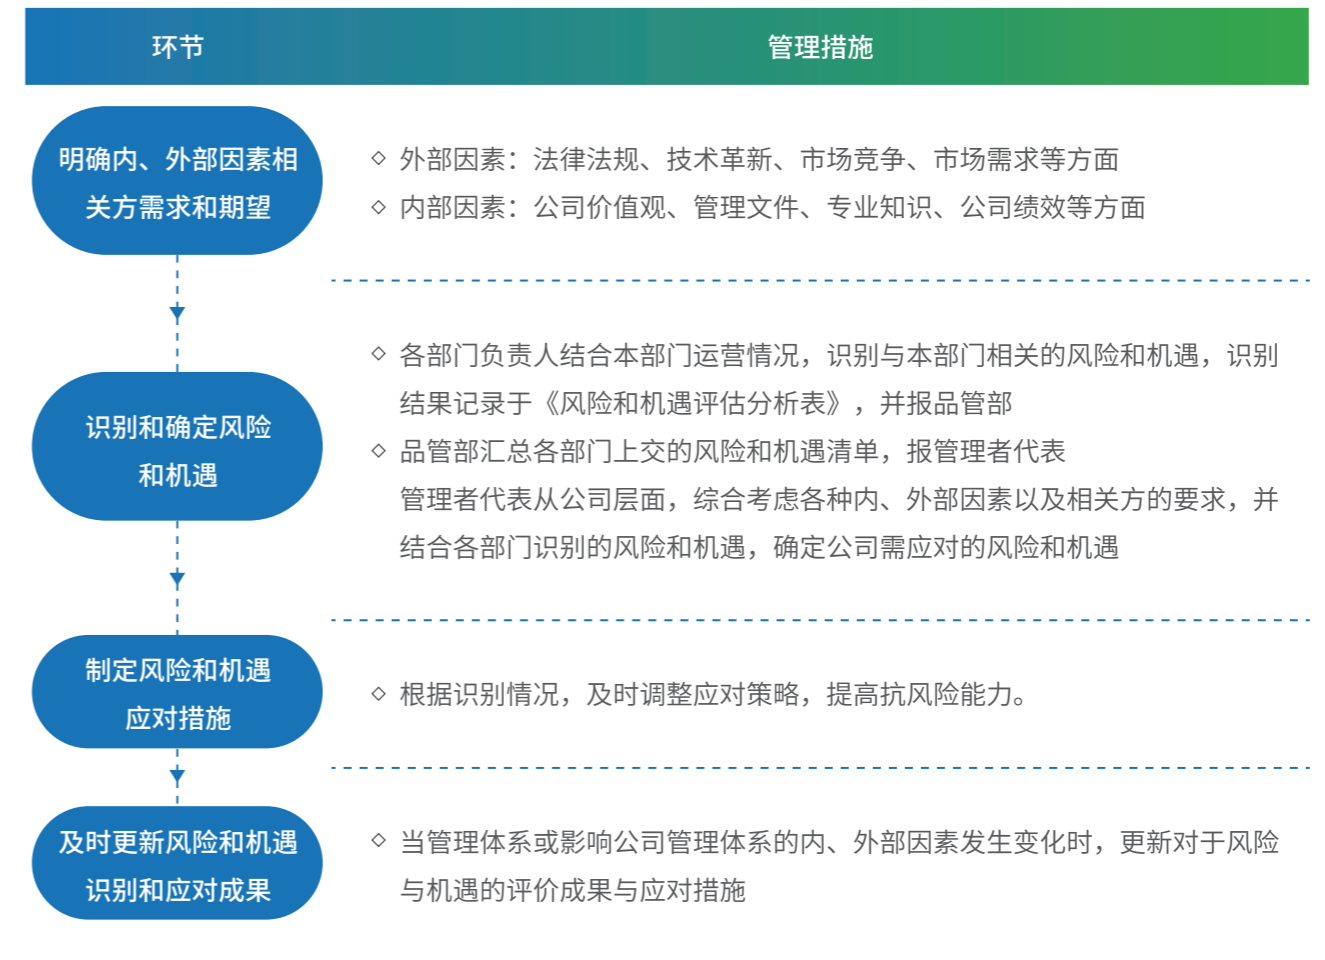 环节
管理措施
明确内、外部因素相
关方需求和期望
◇ 外部因素：法律法规、技术革新、市场竞争、市场需求等方面
◇ 内部因素：公司价值观、管理文件、专业知识、公司绩效等方面
识别和确定风险
和机遇
◇ 各部门负责人结合本部门运营情况，识别与本部门相关的风险和机遇，识别
结果记录于《风险和机遇评估分析表》，并报品管部
◇ 品管部汇总各部门上交的风险和机遇清单，报管理者代表
管理者代表从公司层面，综合考虑各种内、外部因素以及相关方的要求，并
结合各部门识别的风险和机遇，确定公司需应对的风险和机遇
制定风险和机遇
应对措施
◇ 根据识别情况，及时调整应对策略，提高抗风险能力。
及时更新风险和机遇
识别和应对成果
◇ 当管理体系或影响公司管理体系的内、外部因素发生变化时，更新对于风险
与机遇的评价成果与应对措施